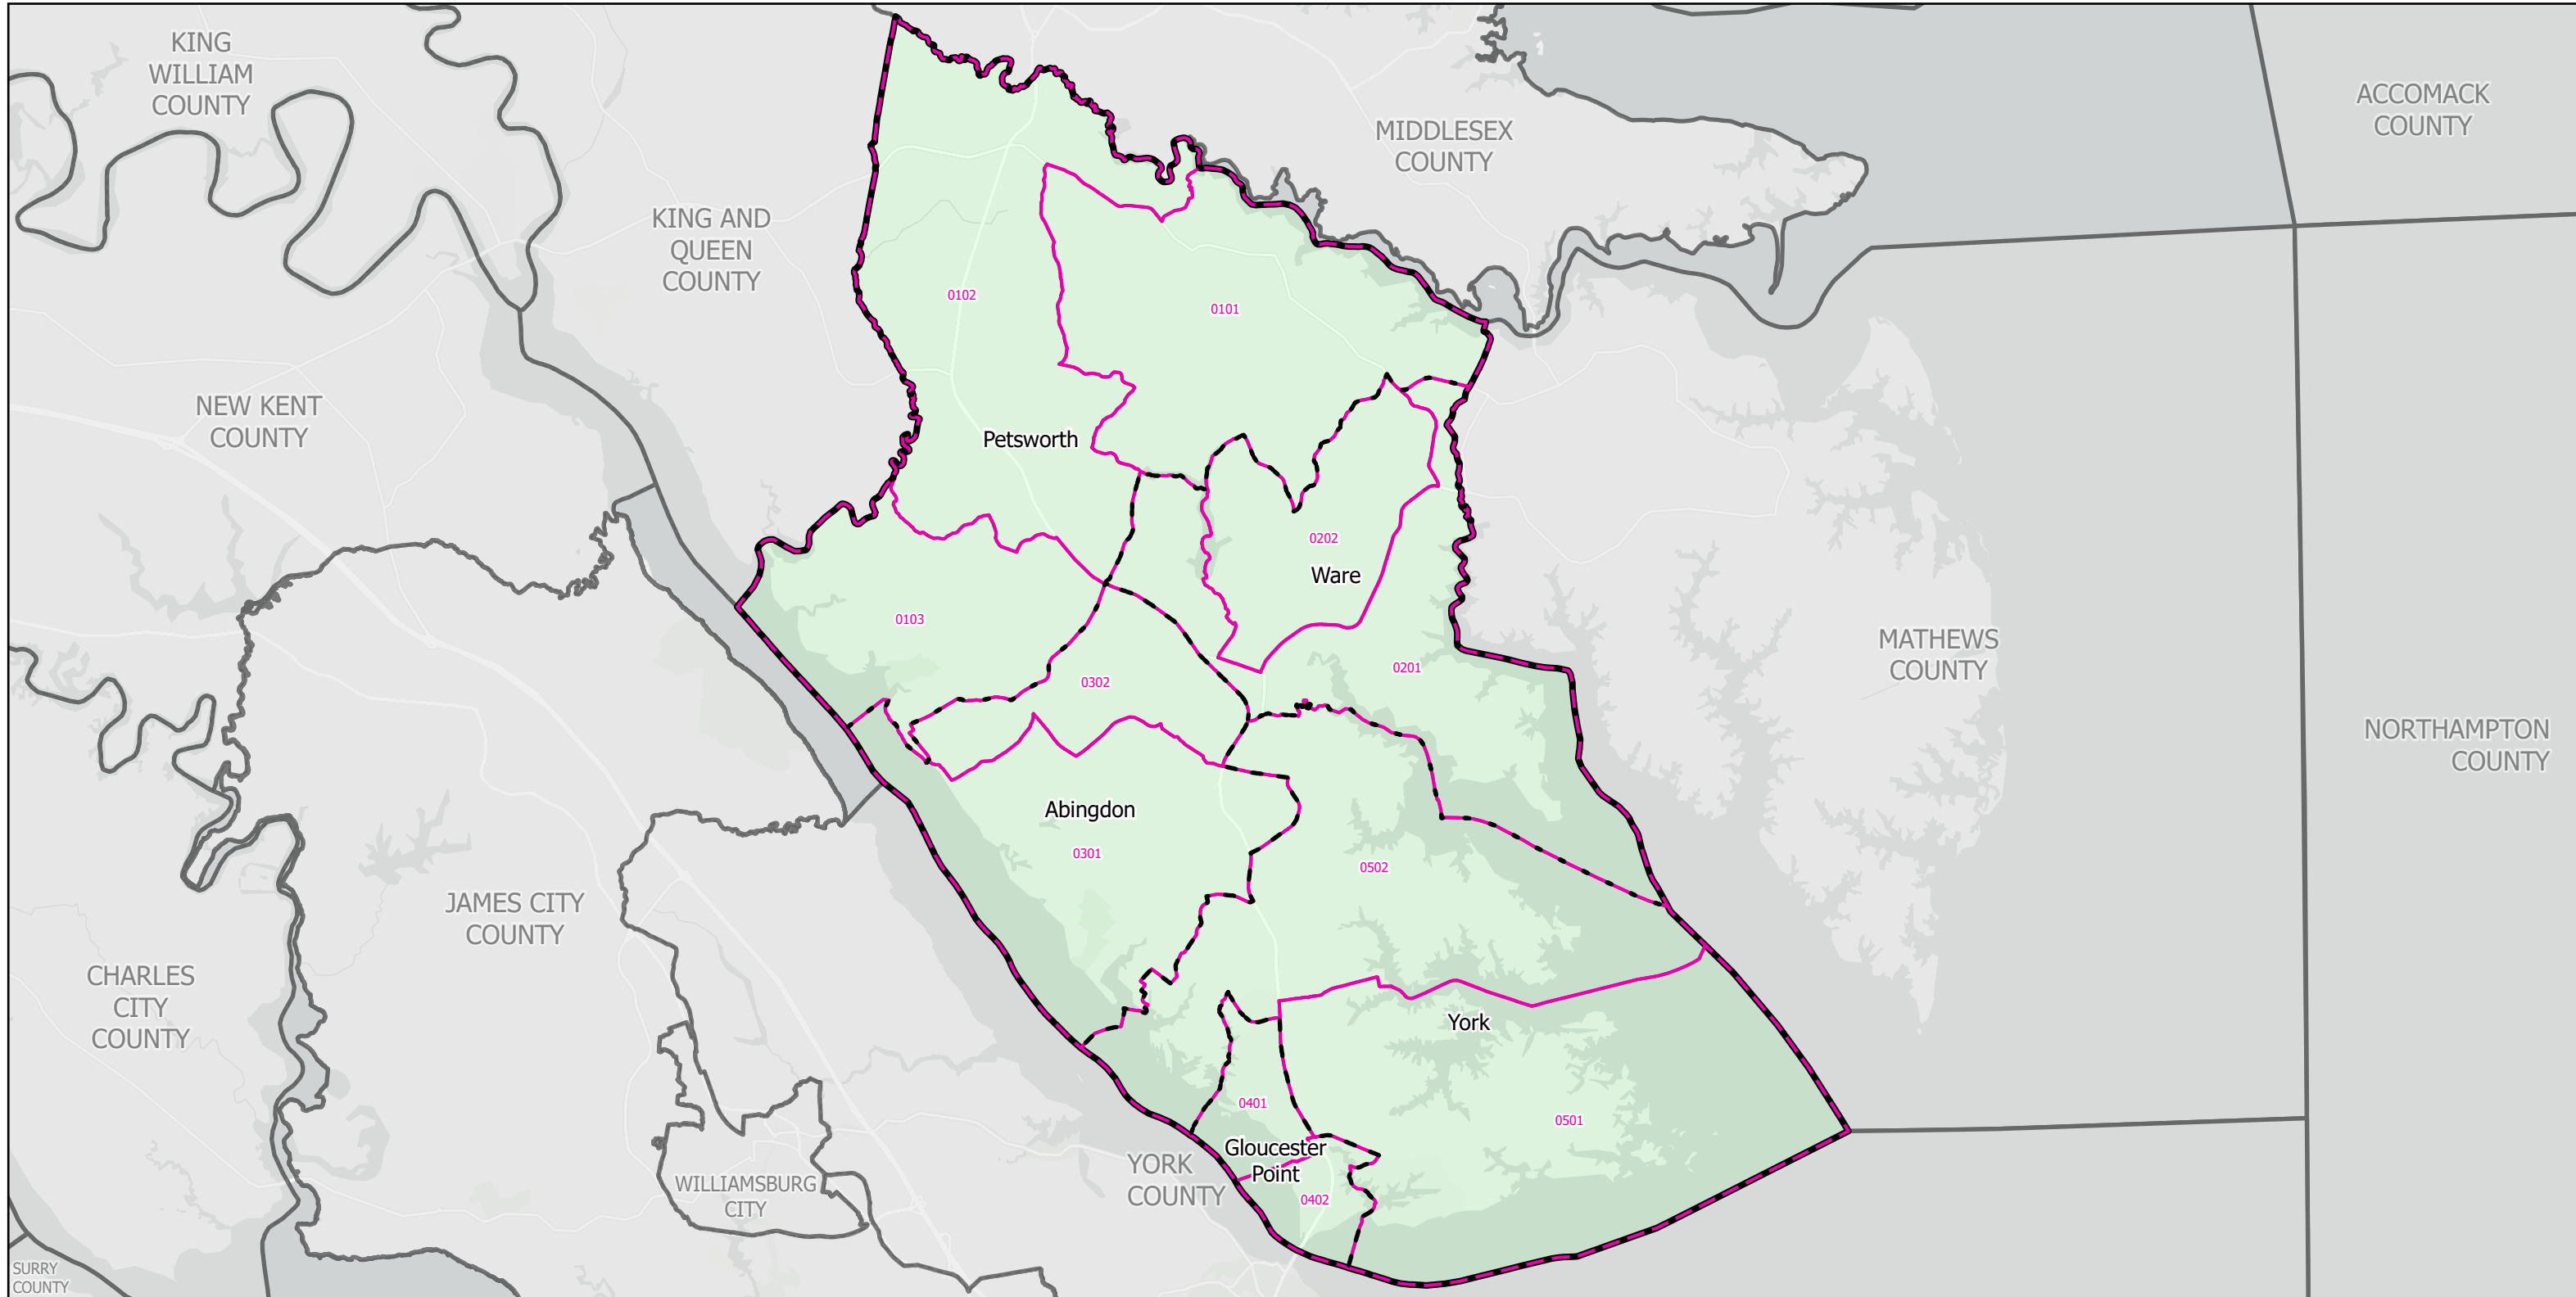 KING
WILLIAM
COUNTY
ACCOMACK
COUNTY
MIDDLESEX
COUNTY
KING AND
QUEEN
COUNTY
0102
0101
NEW KENT
COUNTY
Petsworth
0202
Ware
0103
MATHEWS
COUNTY
0201
0302
NORTHAMPTON
COUNTY
Abingdon
0301
0502
JAMES CITY
COUNTY
CHARLES
CITY
COUNTY
York
0401
0501
Gloucester
Point
YORK
COUNTY
WILLIAMSBURG
CITY
0402
SURRY
COUNTY